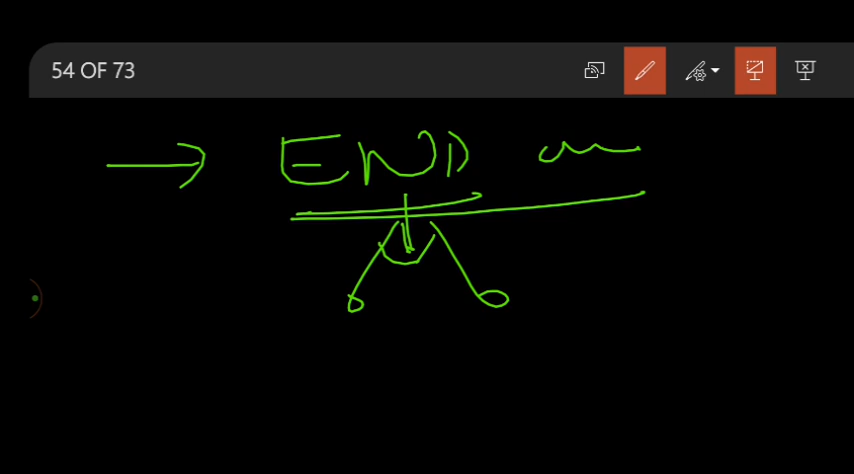 54 OF 73
→ END